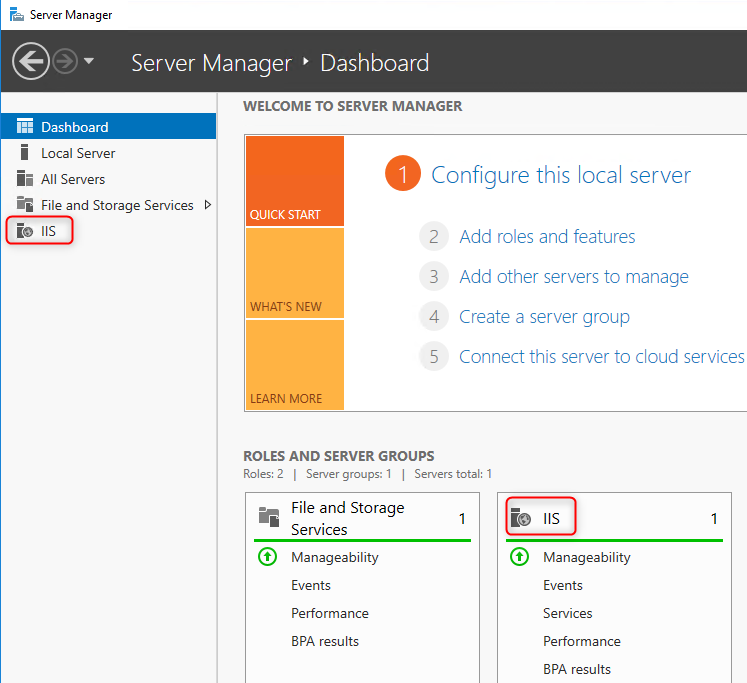 Server Manager
Server Manager ‣ Dashboard
Dashboard
Local Server
All Servers
File and Storage Services
IIS
WELCOME TO SERVER MANAGER
QUICK START
WHAT'S NEW
LEARN MORE
1 Configure this local server
2 Add roles and features
3 Add other servers to manage
4 Create a server group
5 Connect this server to cloud services
ROLES AND SERVER GROUPS
Roles: 2 | Server groups: 1 | Servers total: 1
File and Storage
Services 1
Manageability
Events
Performance
BPA results
IIS 1
Manageability
Events
Services
Performance
BPA results